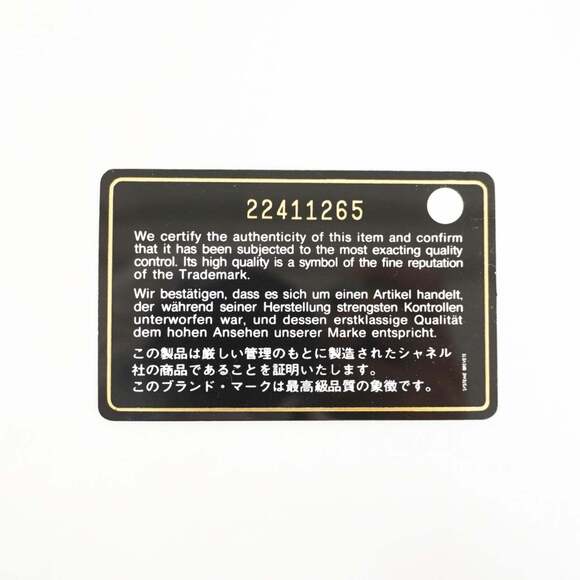 22411265
We certify the authenticity of this item and confirm
that it has been subjected to the most exacting quality
control. Its high quality is a symbol of the fine reputation
of the Trademark.
Wir bestätigen, dass es sich um einen Artikel handelt,
der während seiner Herstellung strengsten Kontrollen
unterworfen war, und dessen erstklassige Qualität
dem hohen Ansehen unserer Marke entspricht.
この製品は厳しい管理のもとに製造されたシャネル
社の商品であることを証明いたします。
このブランド・マークは最高級品質の象徴です。